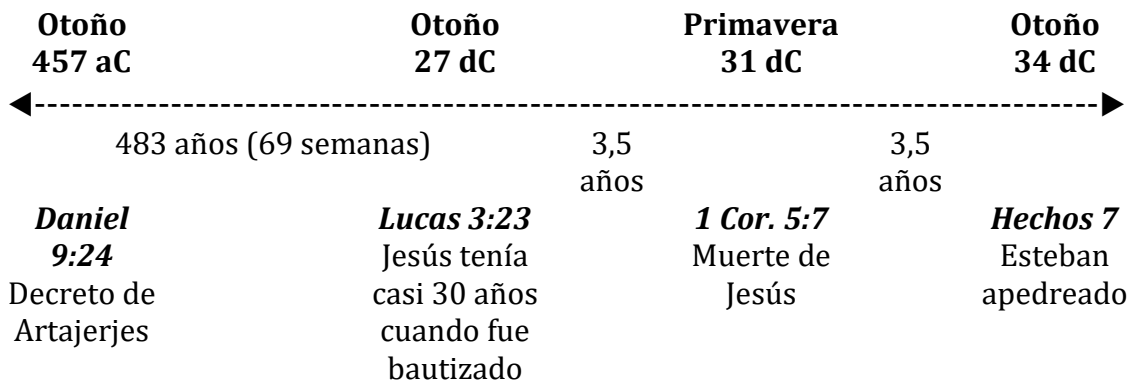 Otoño Otoño Primavera Otoño
457 aC 27 dC 31 dC 34 dC
483 años (69 semanas) 3,5 3,5
años años
Daniel Lucas 3:23 1 Cor. 5:7 Hechos 7
9:24 Jesús tenía Muerte de Esteban
Decreto de casi 30 años Jesús apedreado
Artajerjes cuando fue
bautizado